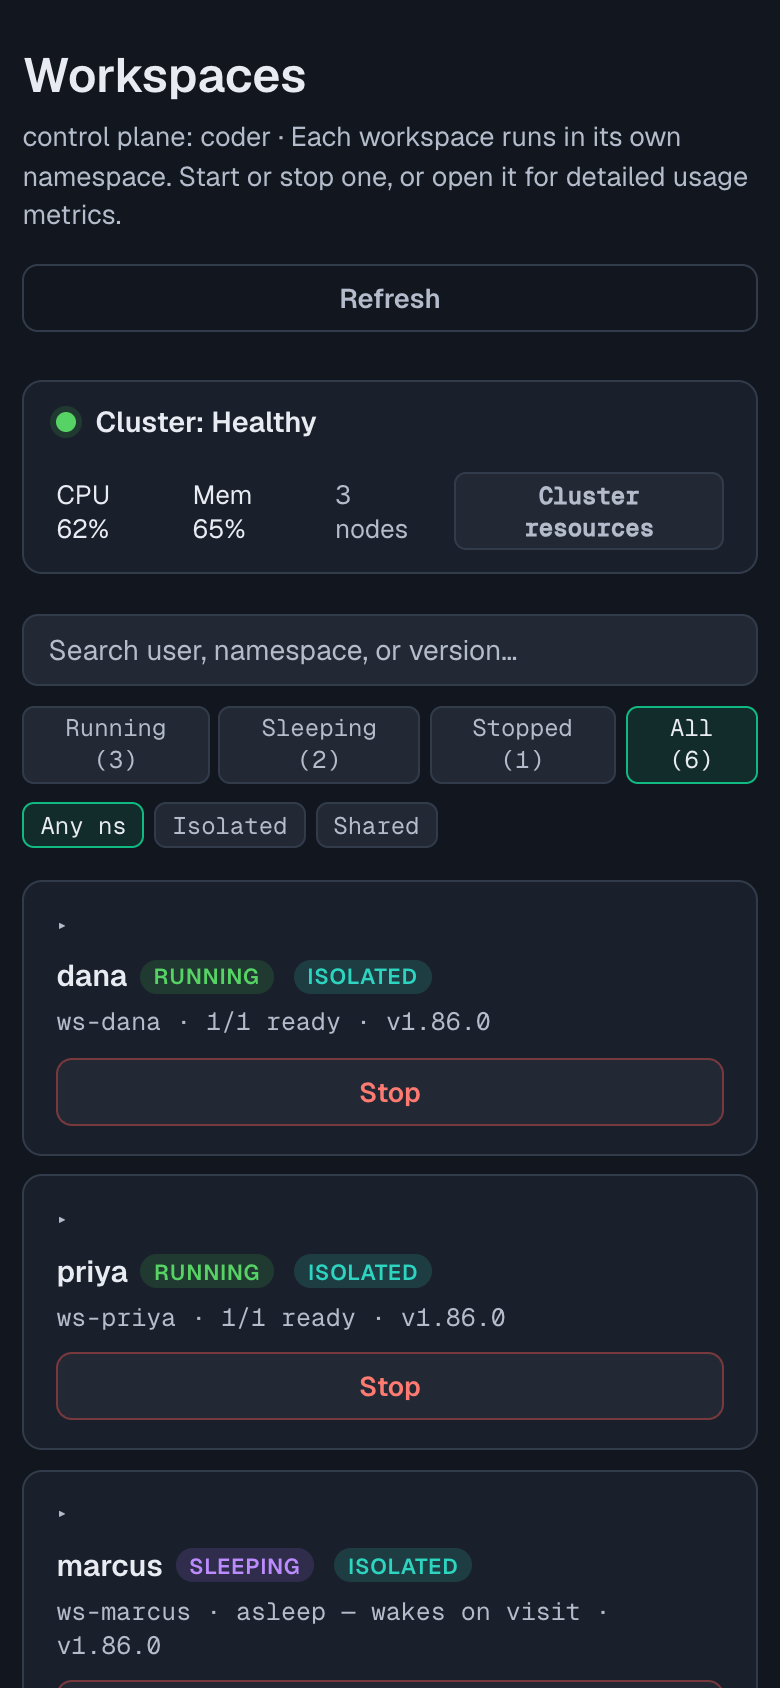 Workspaces
control plane: coder · Each workspace runs in its own
namespace. Start or stop one, or open it for detailed usage
metrics.
Refresh
Cluster: Healthy
CPU
62%
Mem
65%
3
nodes
Cluster
resources
Search user, namespace, or version…
Running
(3)
Sleeping
(2)
Stopped
(1)
All
(6)
Any ns
Isolated
Shared
dana RUNNING ISOLATED
ws-dana · 1/1 ready · v1.86.0
Stop
priya RUNNING ISOLATED
ws-priya · 1/1 ready · v1.86.0
Stop
marcus SLEEPING ISOLATED
ws-marcus · asleep — wakes on visit ·
v1.86.0